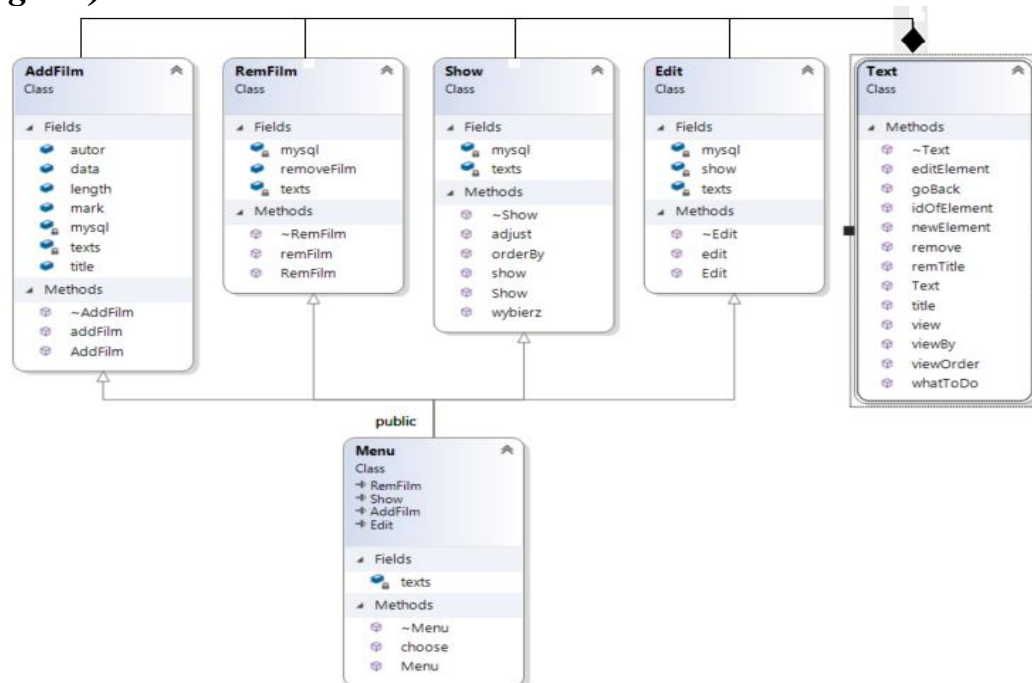 AddFilm
Class
Fields
autor
data
length
mark
mysql
texts
title
Methods
~AddFilm
addFilm
AddFilm
RemFilm
Class
Fields
mysql
removeFilm
texts
Methods
~RemFilm
remFilm
RemFilm
Show
Class
Fields
mysql
texts
Methods
~Show
adjust
orderBy
show
Show
wybierz
Edit
Class
Fields
mysql
show
texts
Methods
~Edit
edit
Edit
Text
Class
Methods
~Text
editElement
goBack
idOfElement
newElement
remove
remTitle
Text
title
view
viewBy
viewOrder
whatToDo
public
Menu
Class
RemFilm
Show
AddFilm
Edit
Fields
texts
Methods
~Menu
choose
Menu